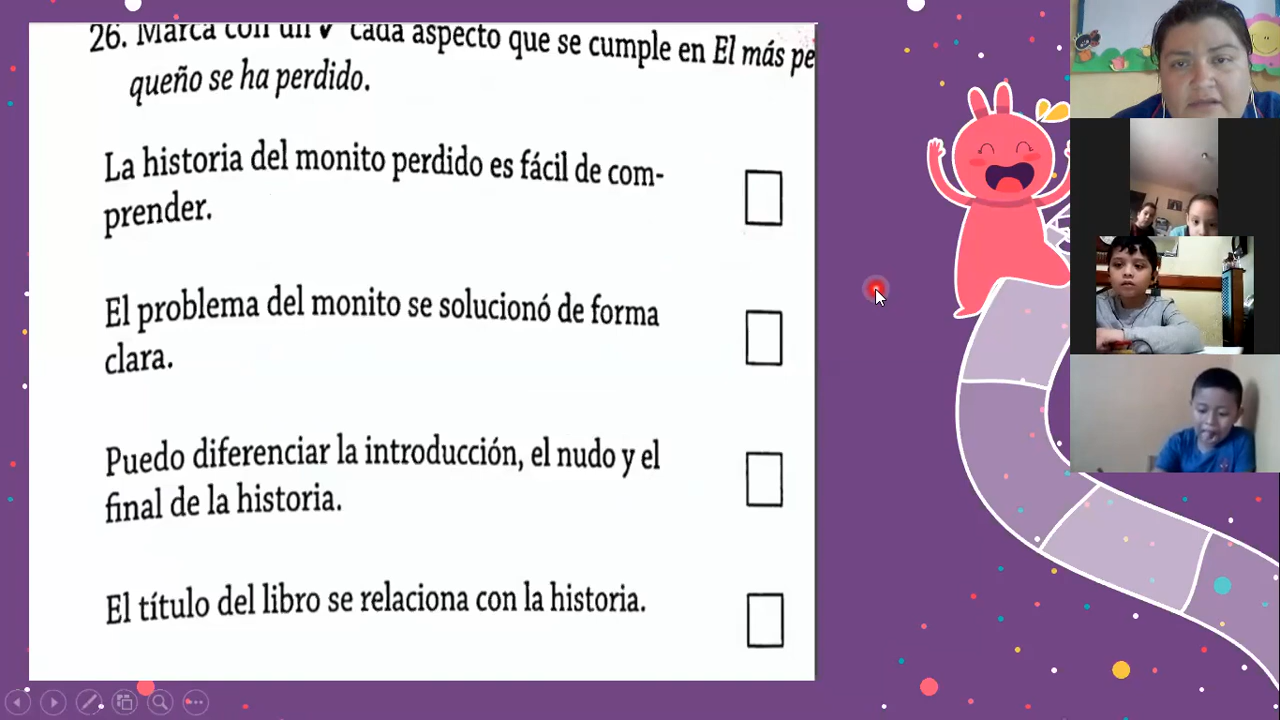 26. Marca con un ✓ cada aspecto que se cumple en El más pe
queño se ha perdido.
La historia del monito perdido es fácil de com-
prender.
El problema del monito se solucionó de forma
clara.
Puedo diferenciar la introducción, el nudo y el
final de la historia.
El título del libro se relaciona con la historia.